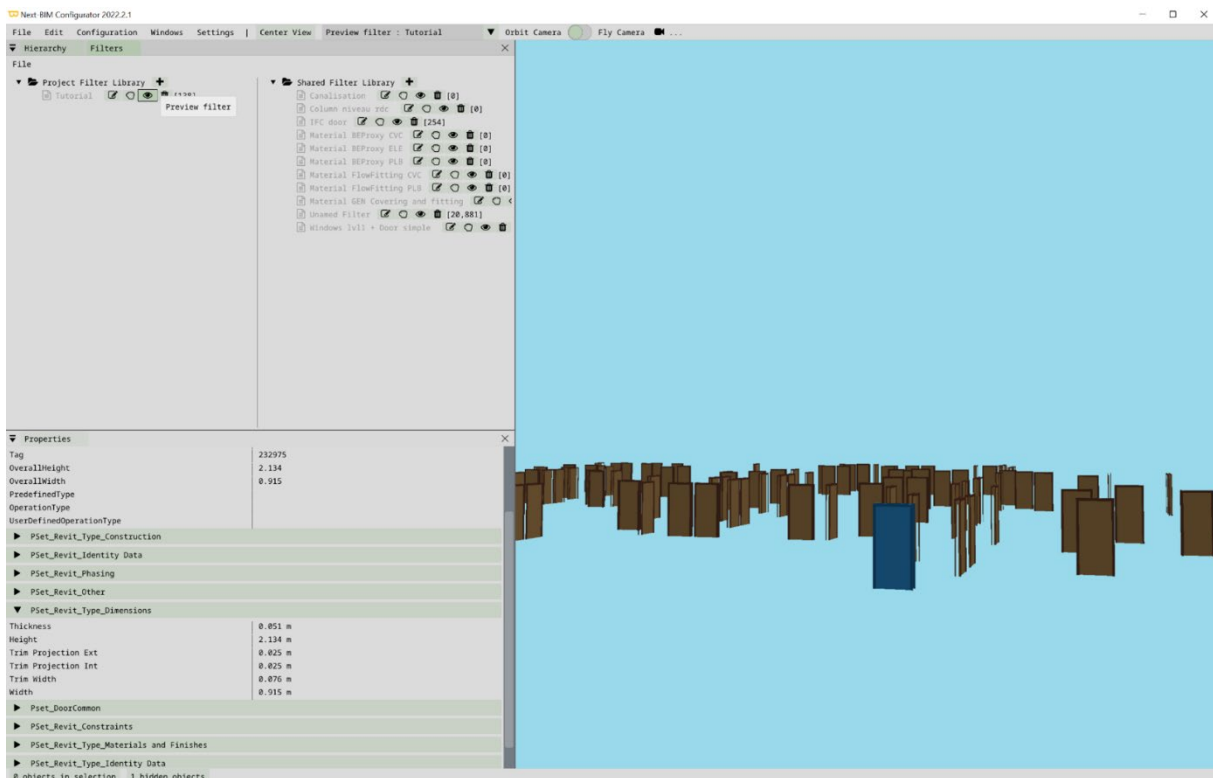 Next-BIM Configurator 2022.2.1
File Edit Configuration Windows Settings | Center View Preview filter : Tutorial Orbit Camera Fly Camera ...
Hierarchy Filters
File
Project Filter Library
Tutorial
Preview filter
Shared Filter Library
Canalisation [0]
Column niveau rdc [0]
IFC door [254]
Material BEProxy CVC [0]
Material BEProxy ELE [0]
Material BEProxy PLB [0]
Material FlowFitting CVC [0]
Material FlowFitting PLB [0]
Material GEN Covering and fitting
Unamed Filter [20,881]
Windows lvl1 + Door simple
Properties
Tag 232975
OverallHeight 2.134
OverallWidth 0.915
PredefinedType
OperationType
UserDefinedOperationType
PSet_Revit_Type_Construction
PSet_Revit_Identity Data
PSet_Revit_Phasing
PSet_Revit_Other
PSet_Revit_Type_Dimensions
Thickness 0.051 m
Height 2.134 m
Trim Projection Ext 0.025 m
Trim Projection Int 0.025 m
Trim Width 0.076 m
Width 0.915 m
Pset_DoorCommon
PSet_Revit_Constraints
PSet_Revit_Type_Materials and Finishes
PSet_Revit_Type_Identity Data
0 objects in selection 1 hidden objects